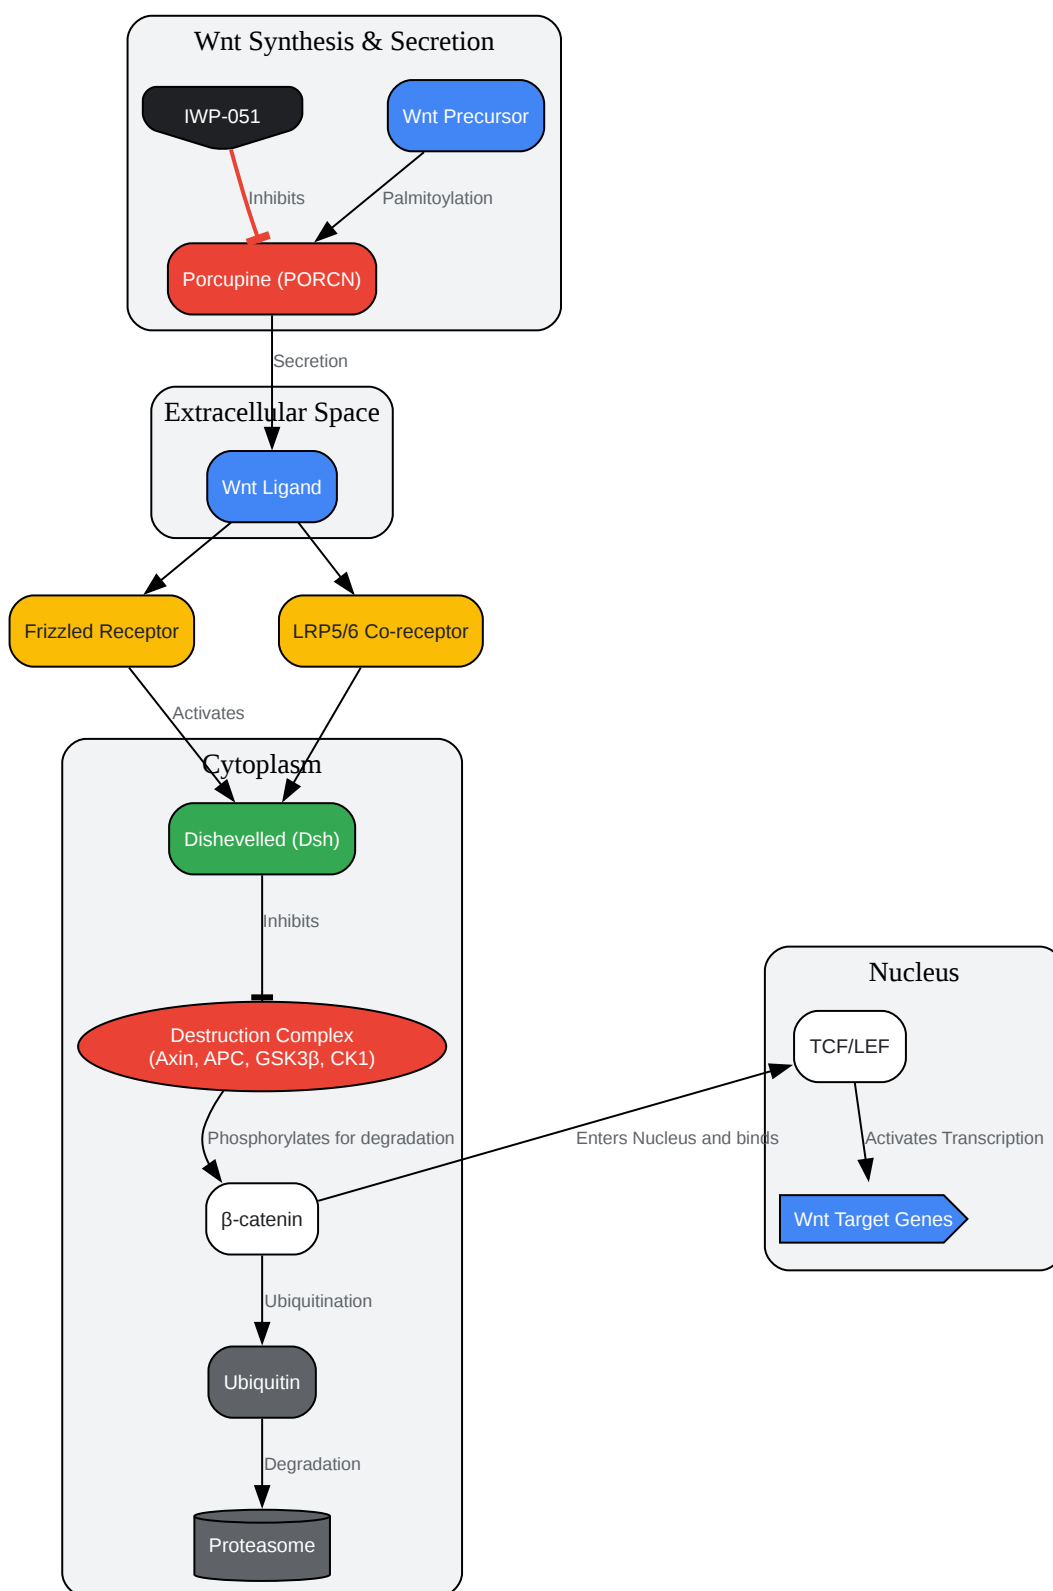 Wnt Synthesis & Secretion
IWP-051
Wnt Precursor
Inhibits
Palmitoylation
Porcupine (PORCN)
Secretion
Extracellular Space
Wnt Ligand
Frizzled Receptor
LRP5/6 Co-receptor
Activates
Cytoplasm
Dishevelled (Dsh)
Inhibits
Destruction Complex
(Axin, APC, GSK3β, CK1)
Phosphorylates for degradation
β-catenin
Ubiquitination
Ubiquitin
Degradation
Proteasome
Enters Nucleus and binds
Nucleus
TCF/LEF
Activates Transcription
Wnt Target Genes